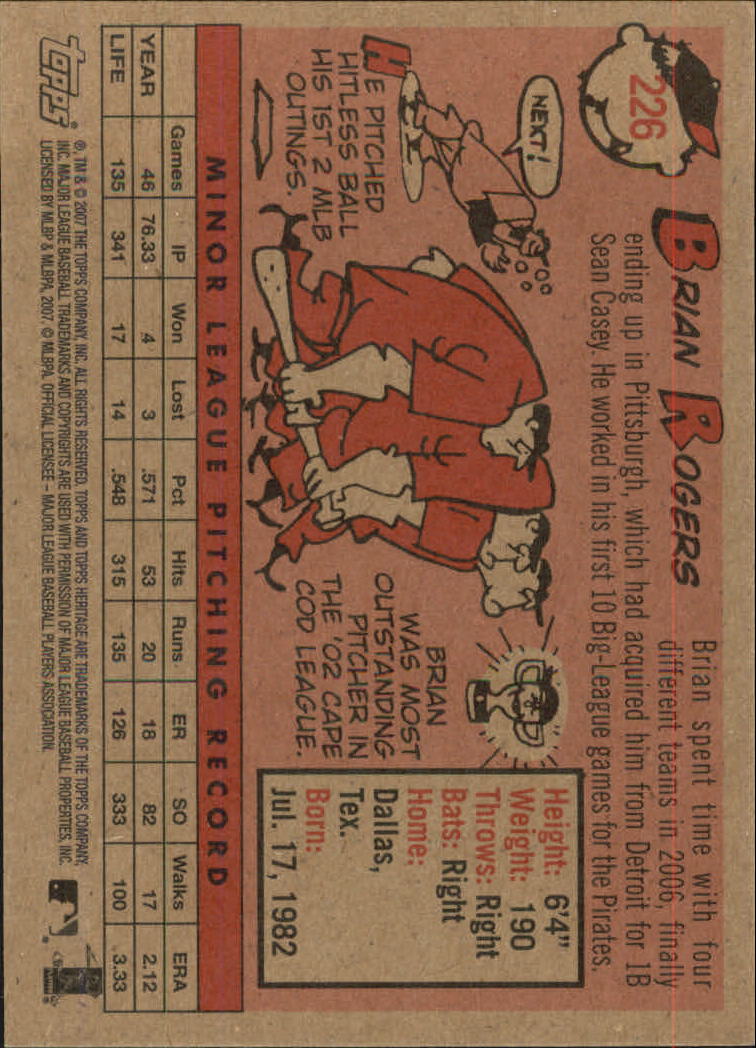 226
BRIAN ROGERS
Brian spent time with four
different teams in 2006, finally
ending up in Pittsburgh, which had acquired him from Detroit for 1B
Sean Casey. He worked in his first 10 Big-League games for the Pirates.
NEXT!
HE PITCHED
HITLESS BALL
HIS 1ST 2 MLB
OUTINGS.
BRIAN
WAS MOST
OUTSTANDING
PITCHER IN
THE '02 CAPE
COD LEAGUE.
Height: 6'4"
Weight: 190
Throws: Right
Bats: Right
Home:
Dallas,
Tex.
Born:
Jul. 17, 1982
MINOR LEAGUE PITCHING RECORD
Games IP Won Lost Pct Hits Runs ER SO Walks ERA
YEAR 46 76.33 4 3 .571 53 20 18 82 17 2.12
LIFE 135 341 17 14 .548 315 135 126 333 100 3.33
topps®
®, TM & © 2007 THE TOPPS COMPANY, INC. ALL RIGHTS RESERVED. TOPPS AND TOPPS HERITAGE ARE TRADEMARKS OF THE TOPPS COMPANY,
INC. MAJOR LEAGUE BASEBALL TRADEMARKS AND COPYRIGHTS ARE USED WITH PERMISSION OF MAJOR LEAGUE BASEBALL PROPERTIES, INC.
LICENSED BY MLBP & MLBPA, 2007. © MLBPA. OFFICIAL LICENSEE – MAJOR LEAGUE BASEBALL PLAYERS ASSOCIATION.